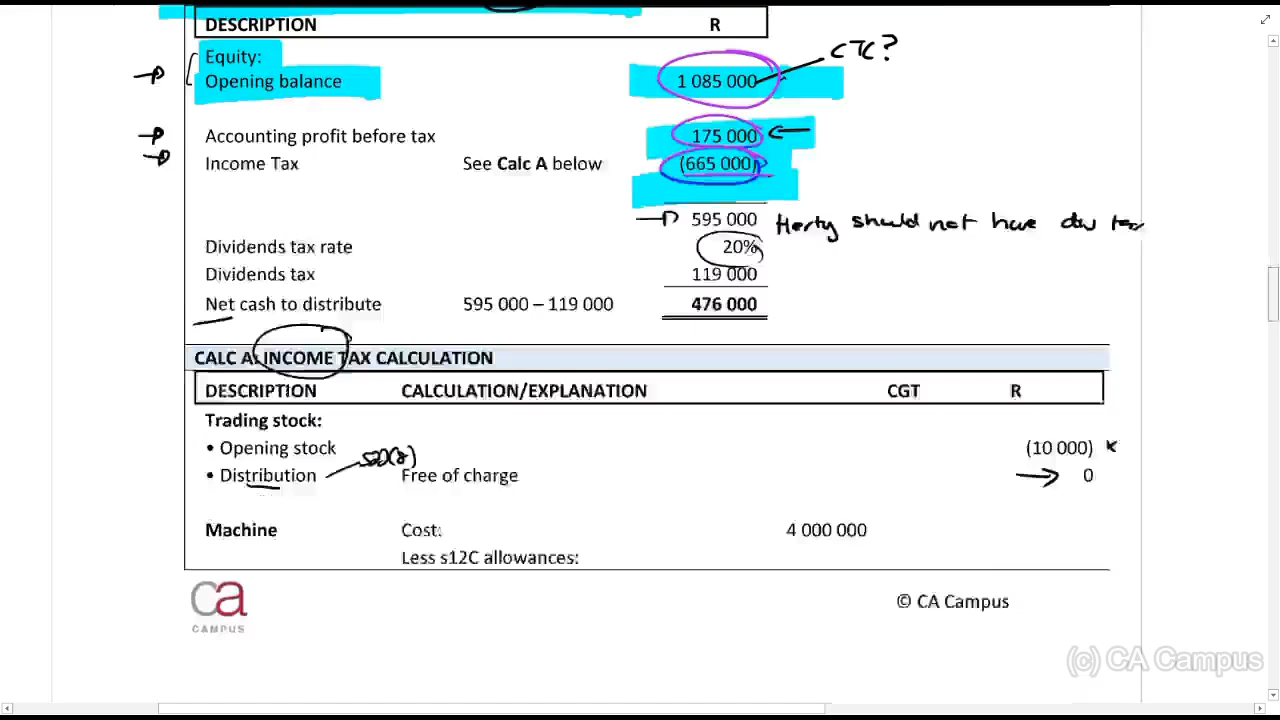 DESCRIPTION R
Equity:
Opening balance 1 085 000 CTC?
Accounting profit before tax 175 000
Income Tax See Calc A below (665 000)
595 000 Herty should not have div tax
Dividends tax rate 20%
Dividends tax 119 000
Net cash to distribute 595 000 – 119 000 476 000
CALC A: INCOME TAX CALCULATION
DESCRIPTION CALCULATION/EXPLANATION CGT R
Trading stock:
• Opening stock (10 000)
• Distribution Free of charge 0
Machine Cost: 4 000 000
Less s12C allowances:
ca
CAMPUS
© CA Campus
(c) CA Campus